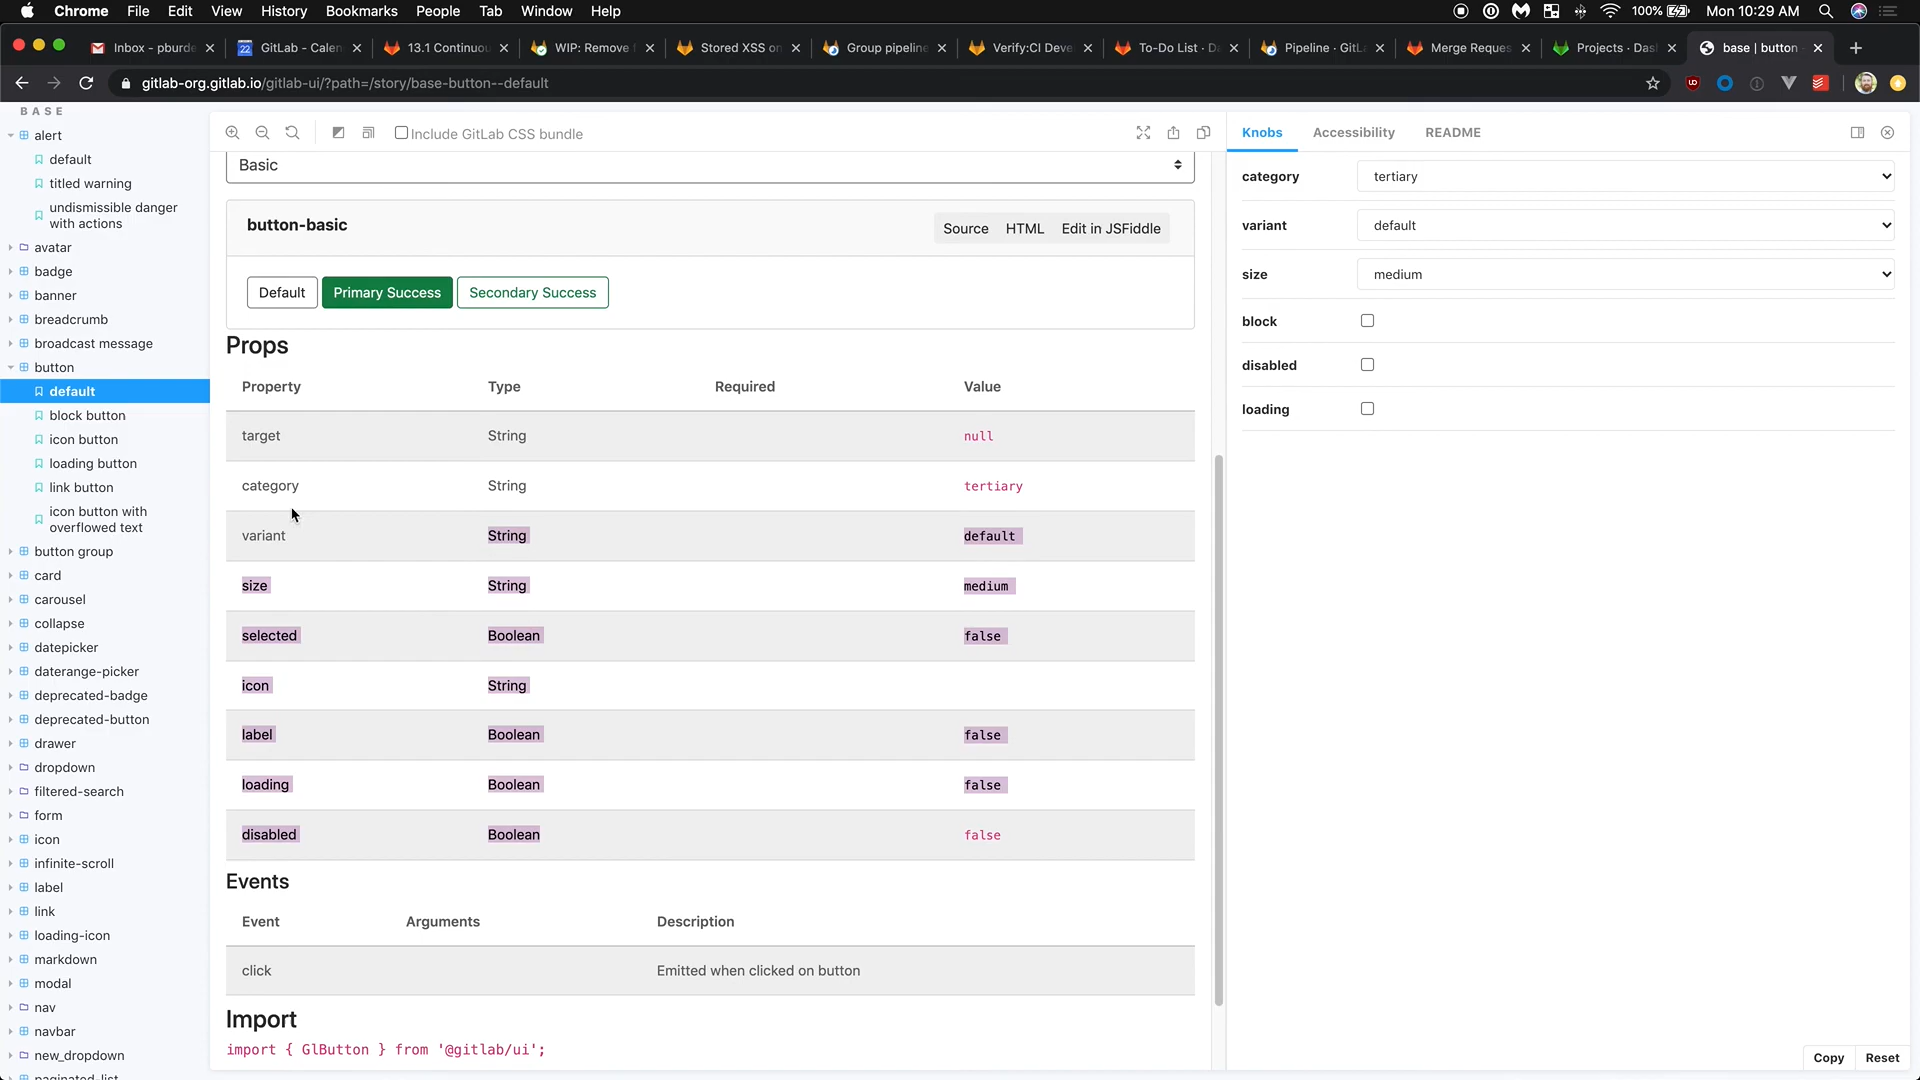 Chrome File Edit View History Bookmarks People Tab Window Help 100% Mon 10:29 AM
Inbox - pburde
22 GitLab - Calen
13.1 Continuou
WIP: Remove
Stored XSS on
Group pipeline
Verify:CI Deve
To-Do List · D
Pipeline · GitLa
Merge Reques
Projects · Das
base | button
gitlab-org.gitlab.io/gitlab-ui/?path=/story/base-button--default
BASE
alert
default
titled warning
undismissible danger
with actions
avatar
badge
banner
breadcrumb
broadcast message
button
default
block button
icon button
loading button
link button
icon button with
overflowed text
button group
card
carousel
collapse
datepicker
daterange-picker
deprecated-badge
deprecated-button
drawer
dropdown
filtered-search
form
icon
infinite-scroll
label
link
loading-icon
markdown
modal
nav
navbar
new_dropdown
paginated-list
Include GitLab CSS bundle
Basic
button-basic
Source HTML Edit in JSFiddle
Default Primary Success Secondary Success
Props
Property Type Required Value
target String null
category String tertiary
variant String default
size String medium
selected Boolean false
icon String
label Boolean false
loading Boolean false
disabled Boolean false
Events
Event Arguments Description
click Emitted when clicked on button
Import
import { GlButton } from '@gitlab/ui';
Knobs Accessibility README
category tertiary
variant default
size medium
block
disabled
loading
Copy Reset